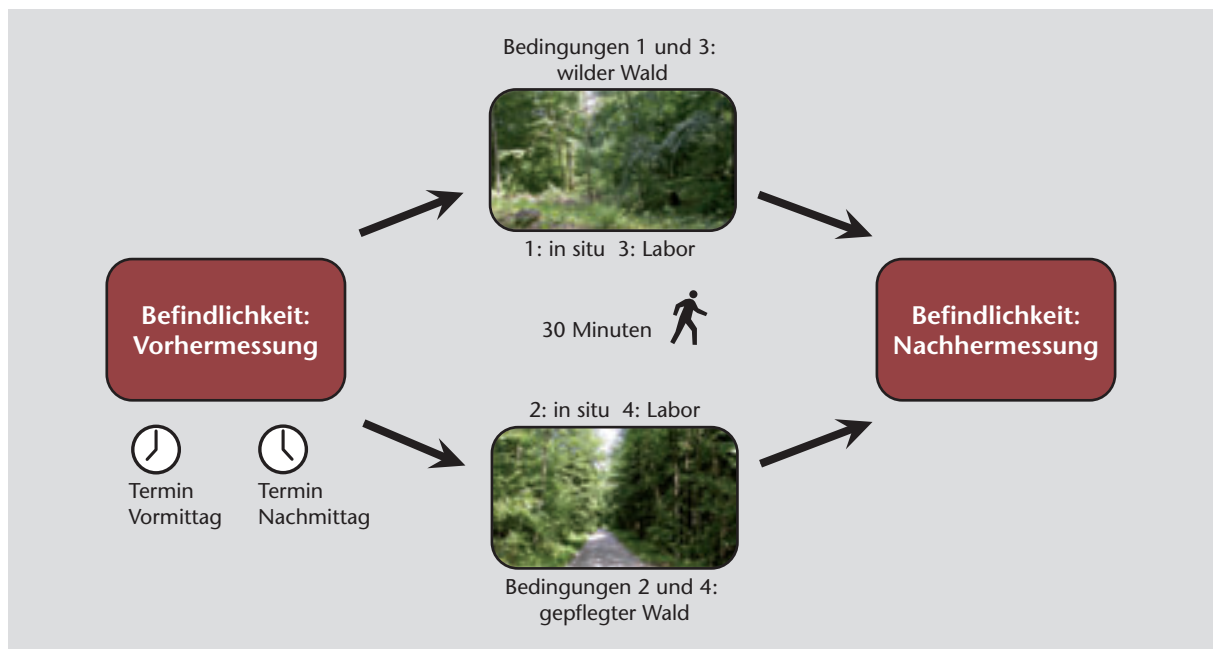 Bedingungen 1 und 3:
wilder Wald
1: in situ 3: Labor
Befindlichkeit:
Vorhermessung
30 Minuten
Befindlichkeit:
Nachhermessung
2: in situ 4: Labor
Termin
Vormittag
Termin
Nachmittag
Bedingungen 2 und 4:
gepflegter Wald